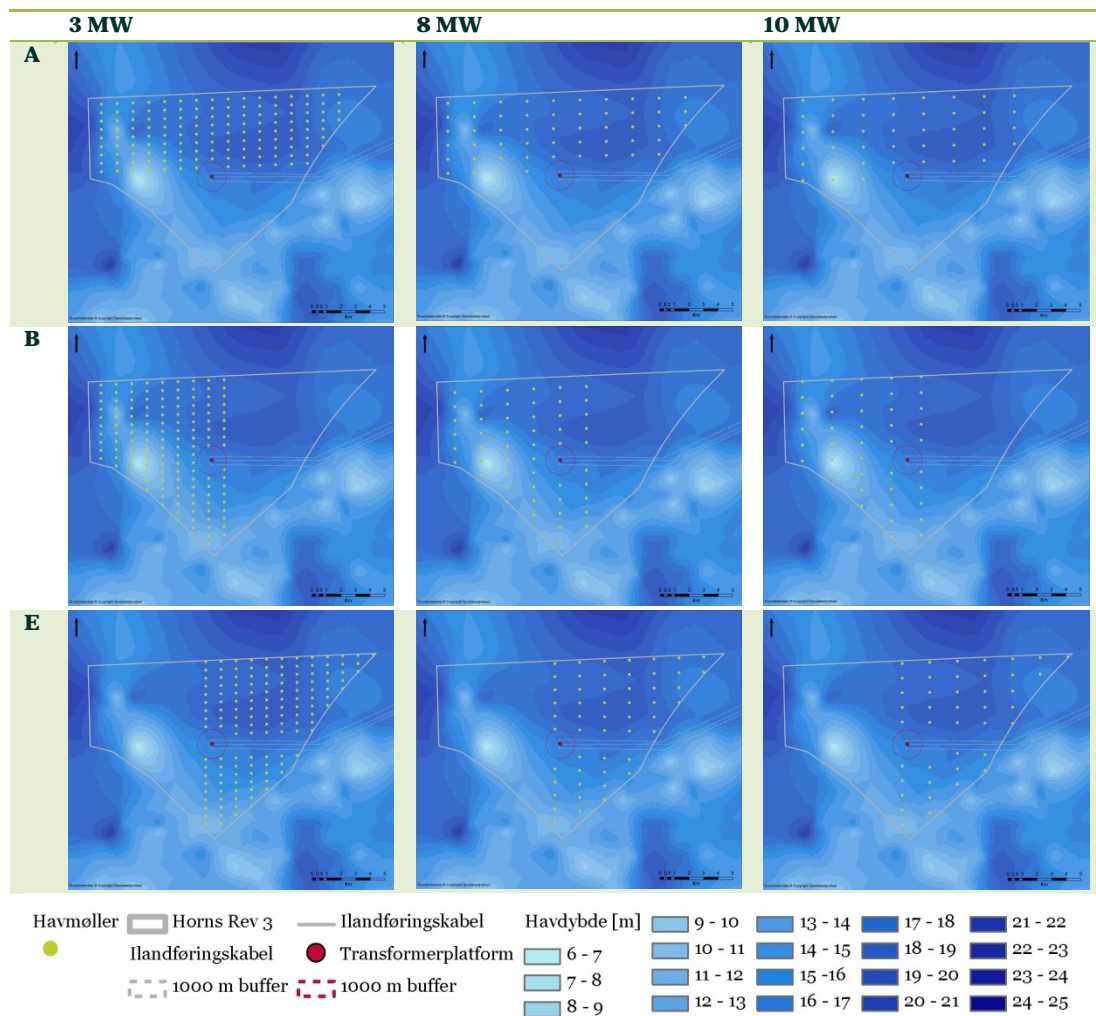 3 MW 8 MW 10 MW
A
B
E
Havmøller Horns Rev 3 Ilandføringskabel Havdybde [m] 9 - 10 13 - 14 17 - 18 21 - 22
Ilandføringskabel Transformerplatform 6 - 7 10 - 11 14 - 15 18 - 19 22 - 23
1000 m buffer 1000 m buffer 7 - 8 11 - 12 15 -16 19 - 20 23 - 24
8 - 9 12 - 13 16 - 17 20 - 21 24 - 25